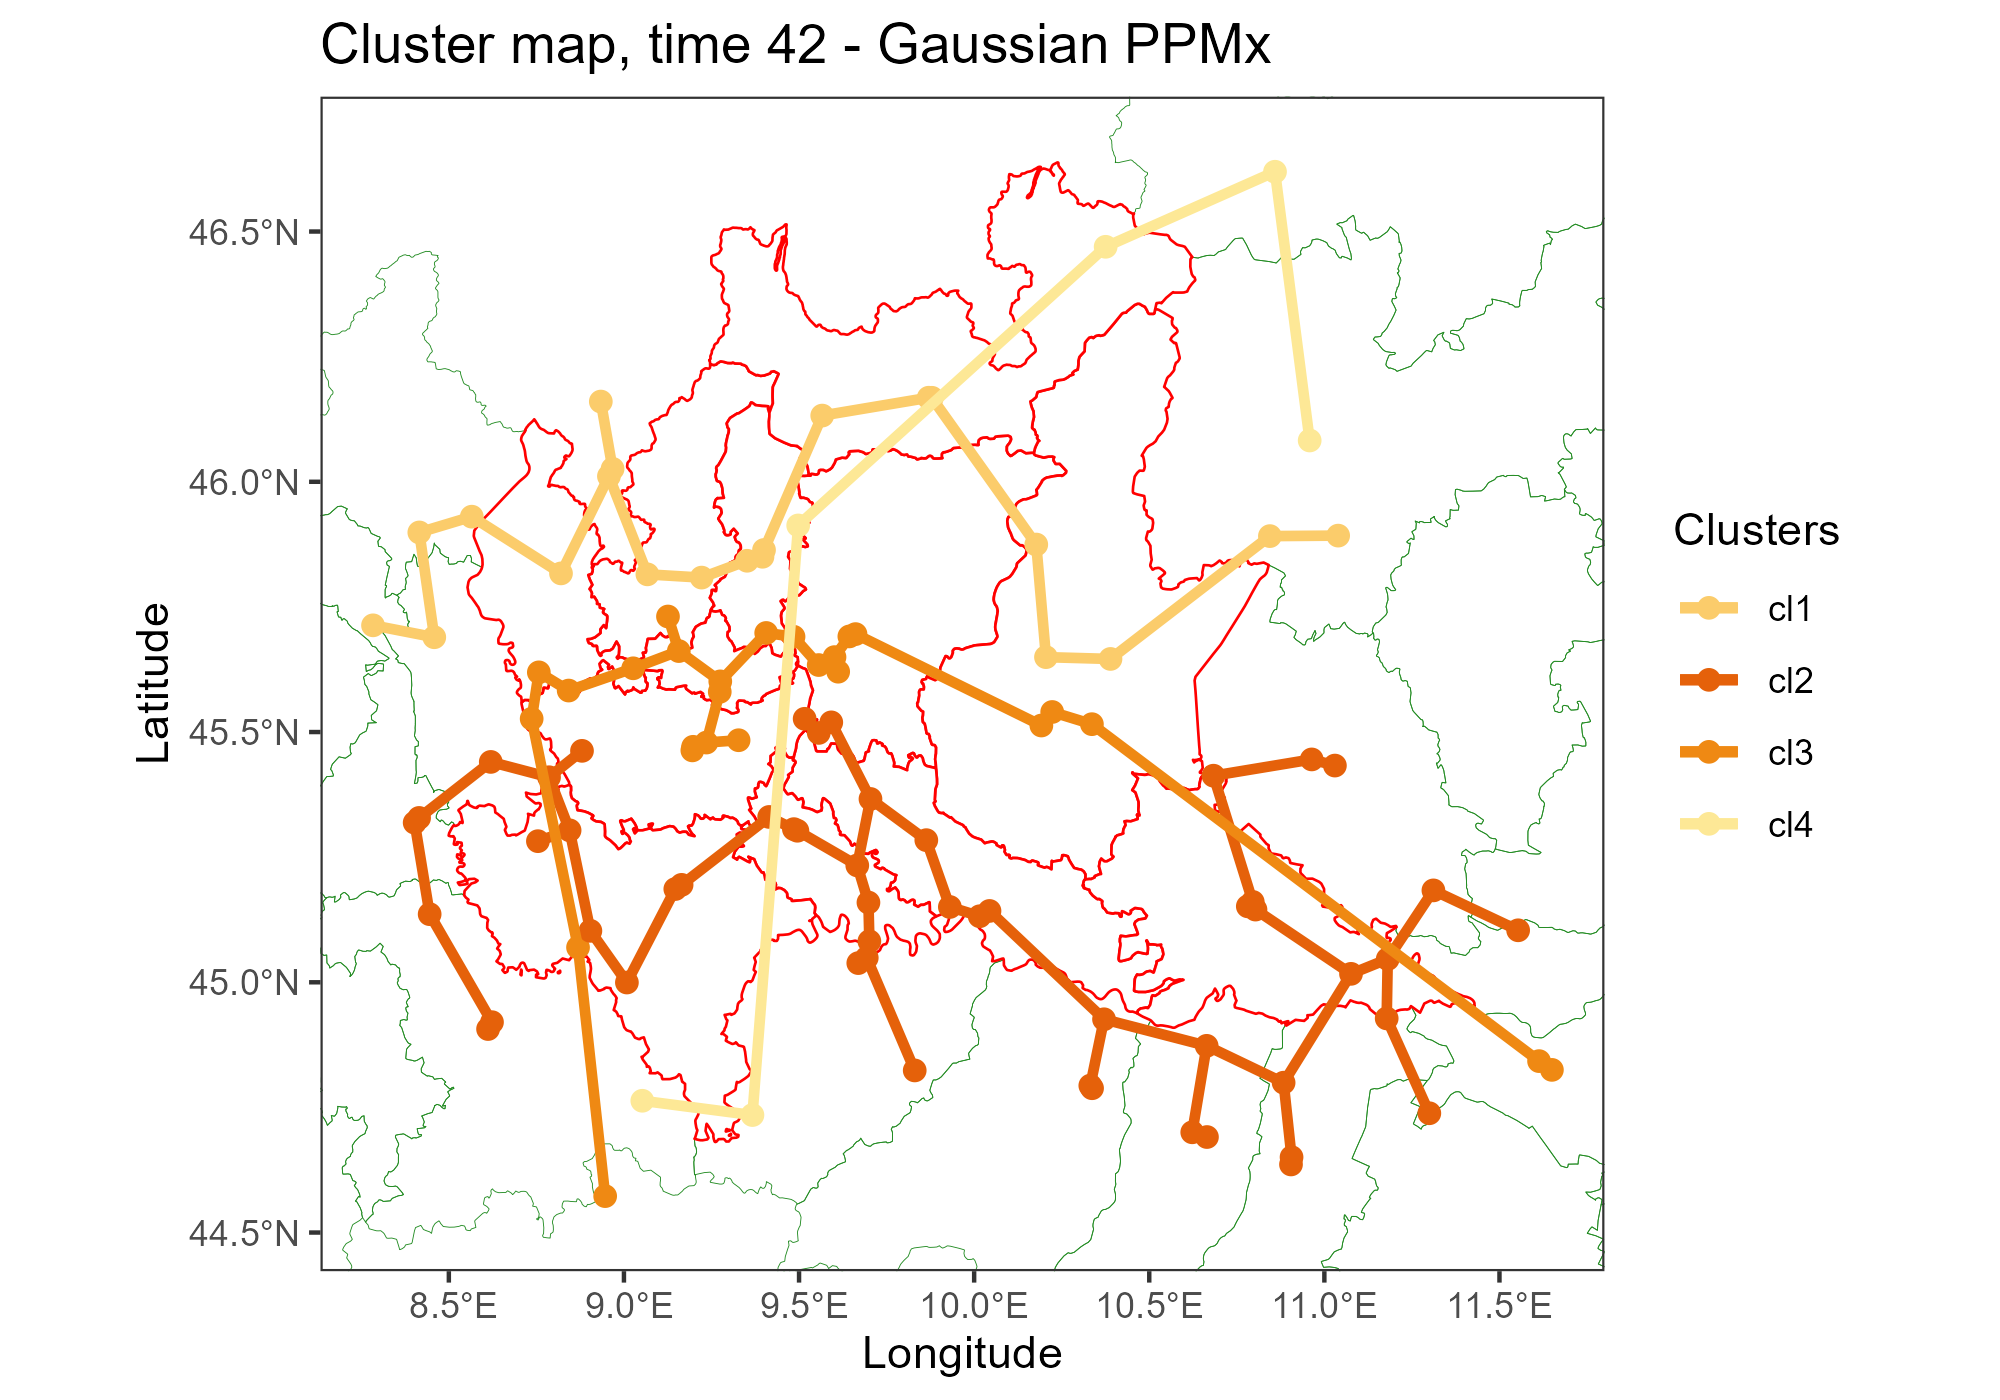 Cluster map, time 42 - Gaussian PPMx
46.5°N
46.0°N
45.5°N
45.0°N
44.5°N
Latitude
8.5°E 9.0°E 9.5°E 10.0°E 10.5°E 11.0°E 11.5°E
Longitude
Clusters
cl1
cl2
cl3
cl4